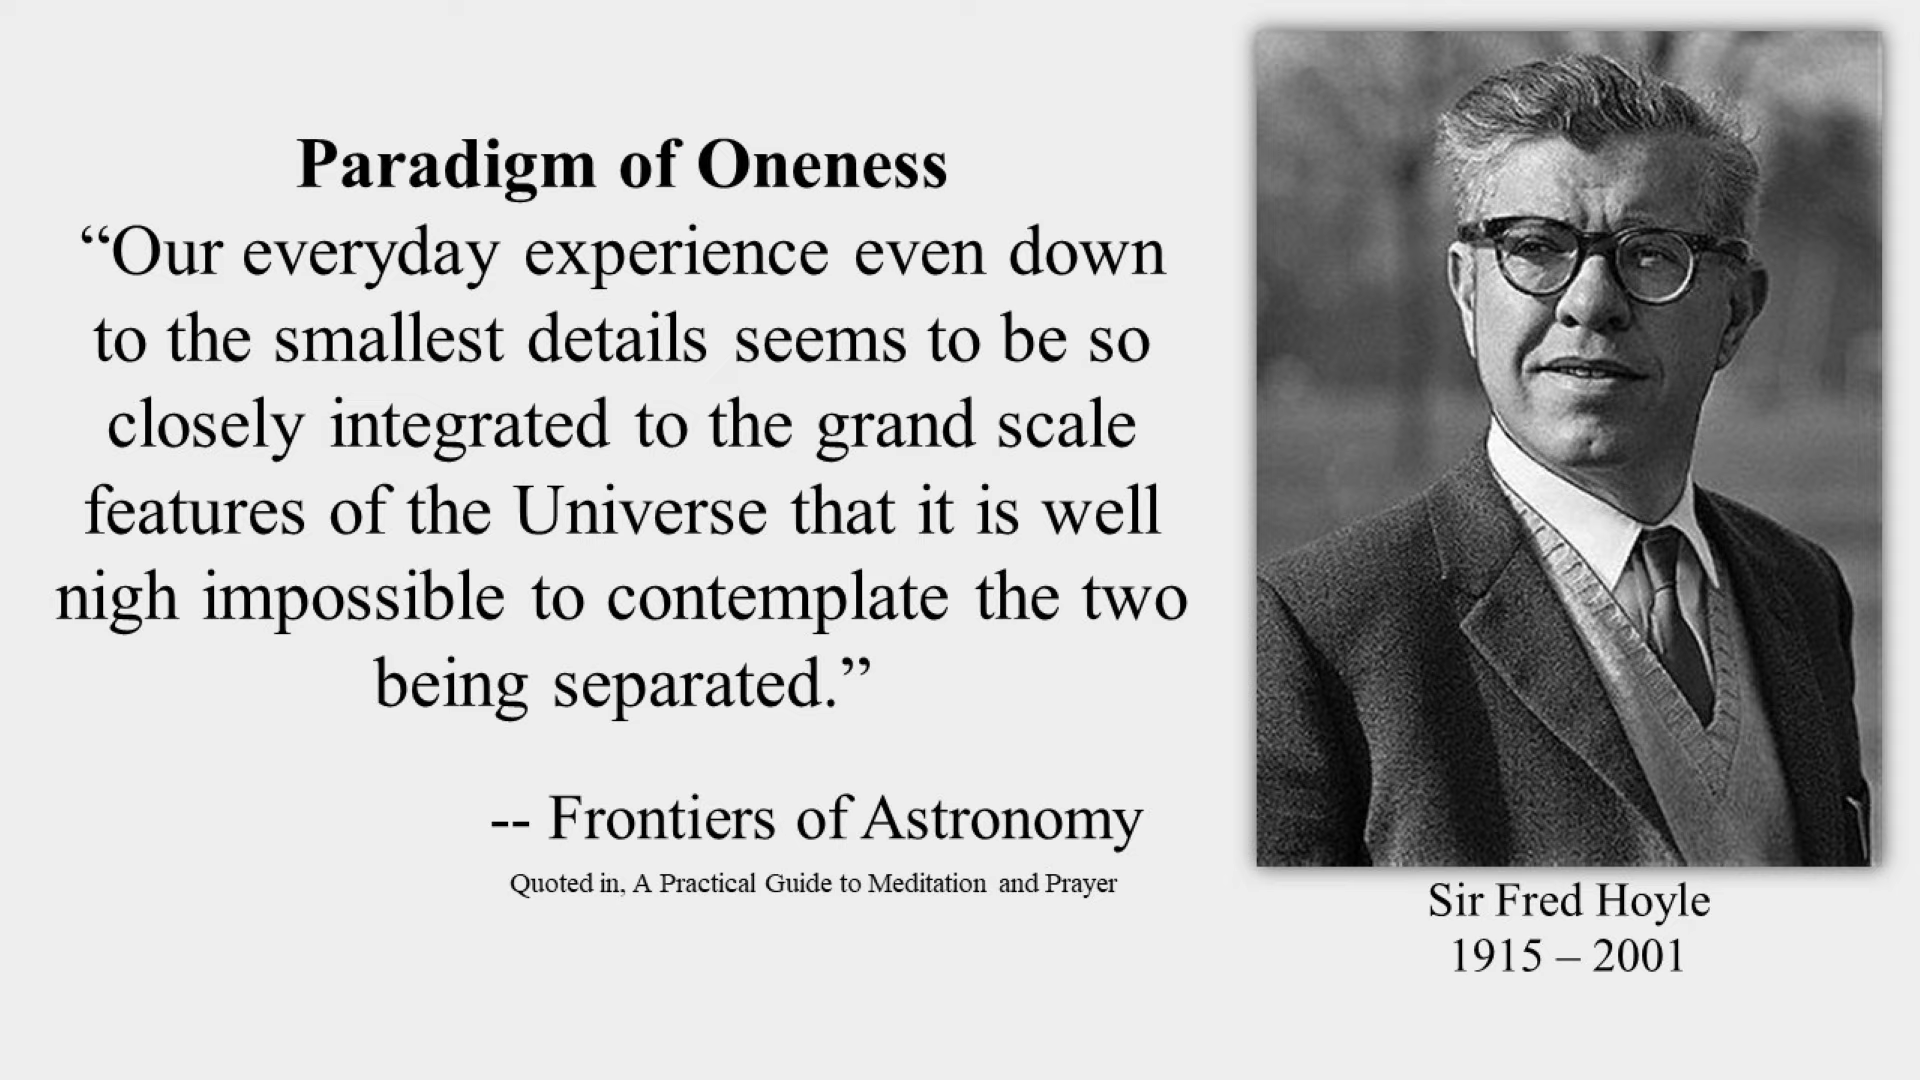 Paradigm of Oneness
“Our everyday experience even down
to the smallest details seems to be so
closely integrated to the grand scale
features of the Universe that it is well
nigh impossible to contemplate the two
being separated.”
-- Frontiers of Astronomy
Quoted in, A Practical Guide to Meditation and Prayer
Sir Fred Hoyle
1915 – 2001